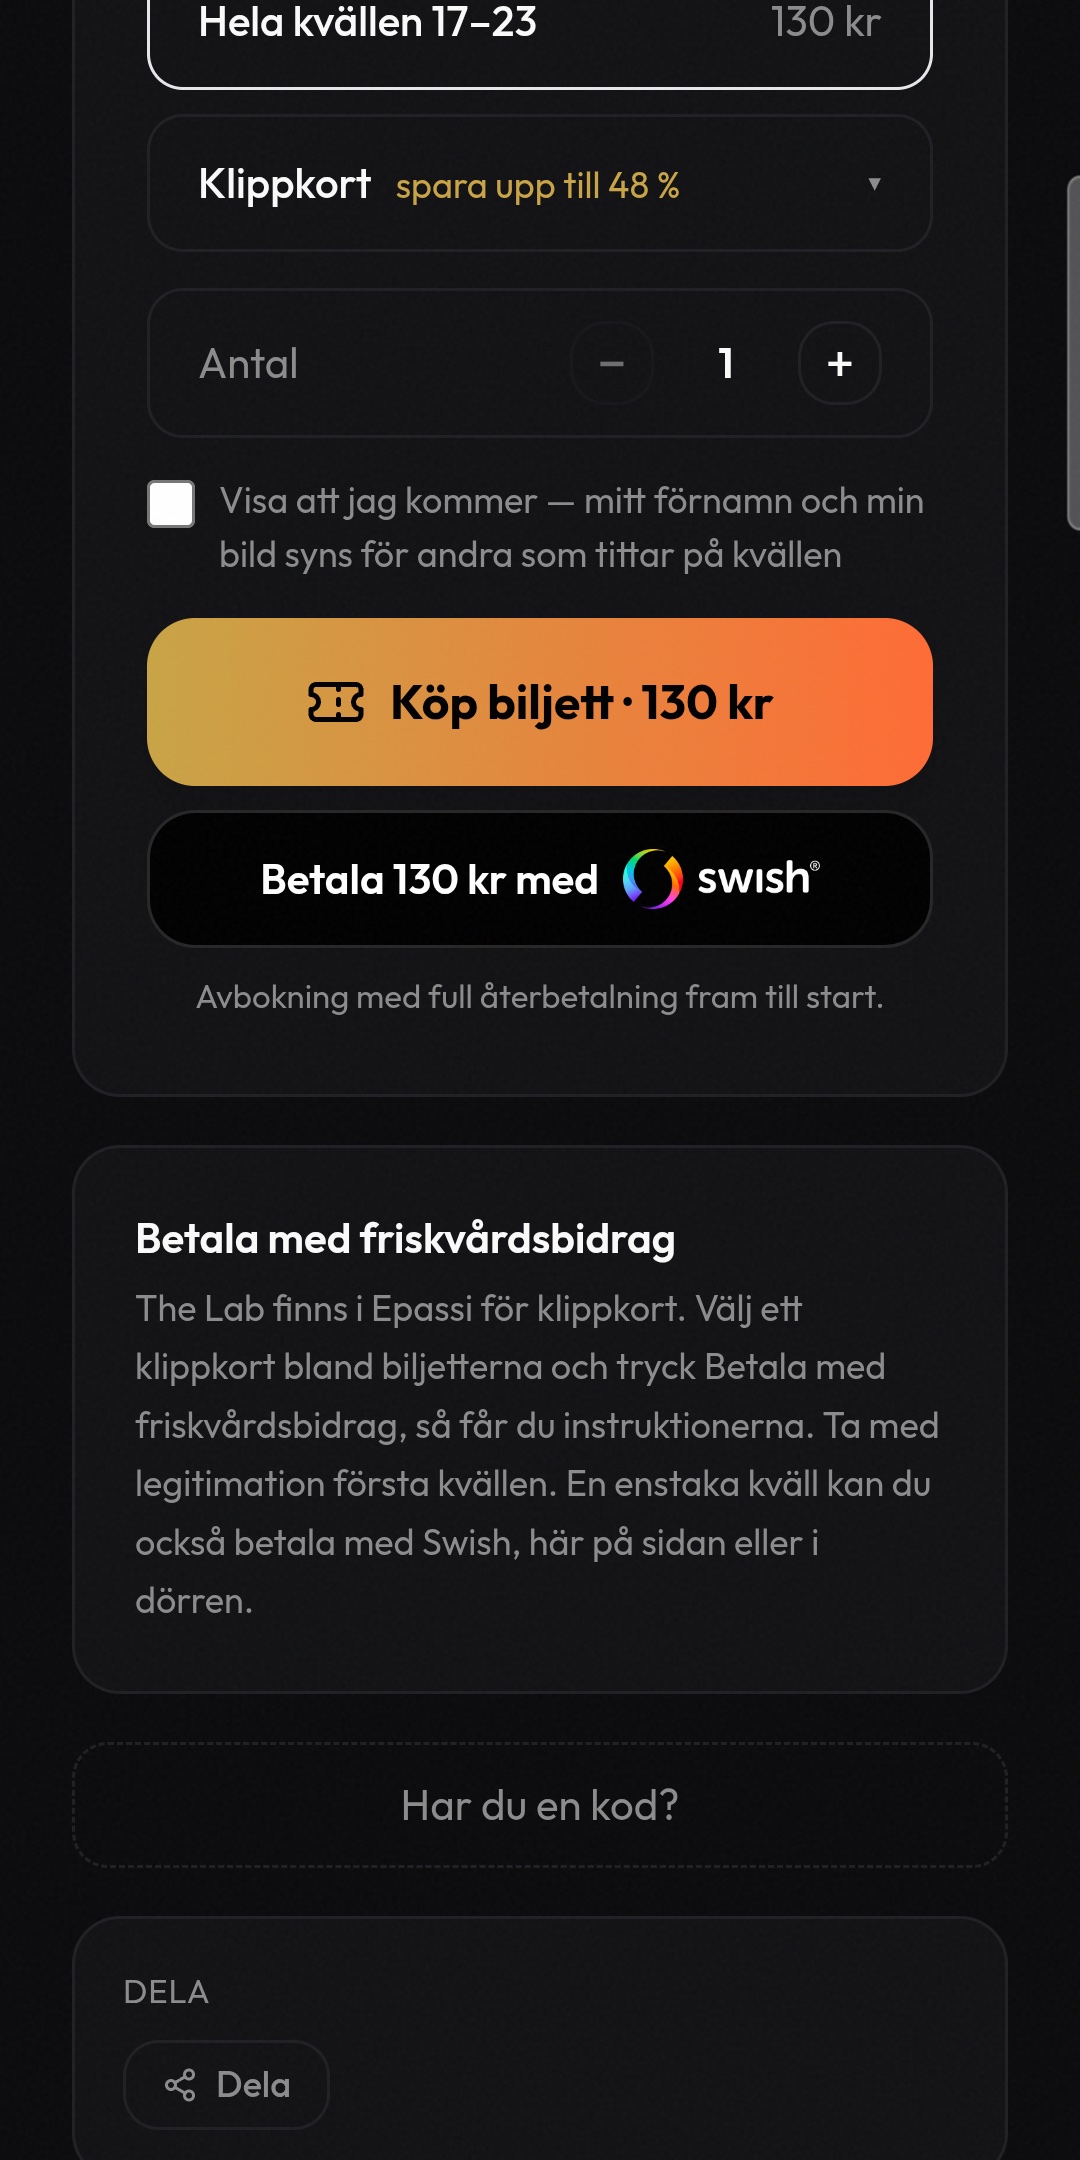 Hela kvällen 17–23 130 kr
Klippkort spara upp till 48 % ▾
Antal − 1 +
Visa att jag kommer — mitt förnamn och min
bild syns för andra som tittar på kvällen
Köp biljett · 130 kr
Betala 130 kr med swish®
Avbokning med full återbetalning fram till start.
Betala med friskvårdsbidrag
The Lab finns i Epassi för klippkort. Välj ett
klippkort bland biljetterna och tryck Betala med
friskvårdsbidrag, så får du instruktionerna. Ta med
legitimation första kvällen. En enstaka kväll kan du
också betala med Swish, här på sidan eller i
dörren.
Har du en kod?
DELA
Dela